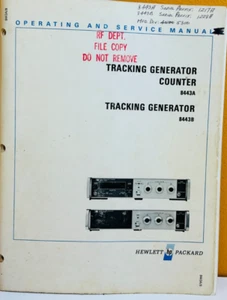 OPERATING AND SERVICE MANUAL
RF DEPT.
FILE COPY
DO NOT REMOVE
TRACKING GENERATOR
COUNTER
8443A
TRACKING GENERATOR
8443B
HEWLETT hp PACKARD